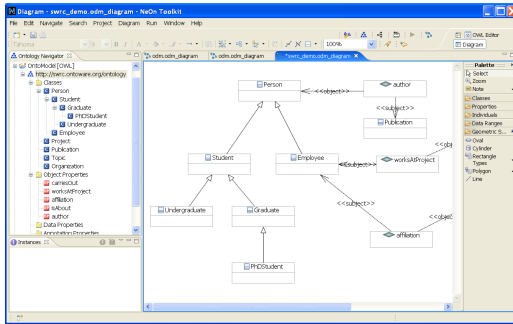 Diagram - swrc_demo.odm_diagram - NeOn Toolkit
File Edit Navigate Search Project Diagram Run Window Help
OWL Editor
Tahoma
100%
Diagram
Ontology Navigator
odm.odm_diagram
odm.odm_diagram
*swrc_demo.odm_diagram
OntoModel [OWL]
http://swrc.ontoware.org/ontology
Classes
Person
Student
Graduate
PhDStudent
Undergraduate
Employee
Project
Publication
Topic
Organization
Object Properties
carriesOut
worksAtProject
affiliation
isAbout
author
Data Properties
Annotation Properties
Instances
Person
<<object>>
author
<<subject>>
Publication
Student
Employee
<<subject>>
worksAtProject
<<obj
<<subject>>
Undergraduate
Graduate
<<object
affiliation
PhDStudent
Palette
Select
Zoom
Note
Classes
Properties
Individuals
Data Ranges
Geometric S...
Oval
Cylinder
Rectangle
Types
Polygon
Line